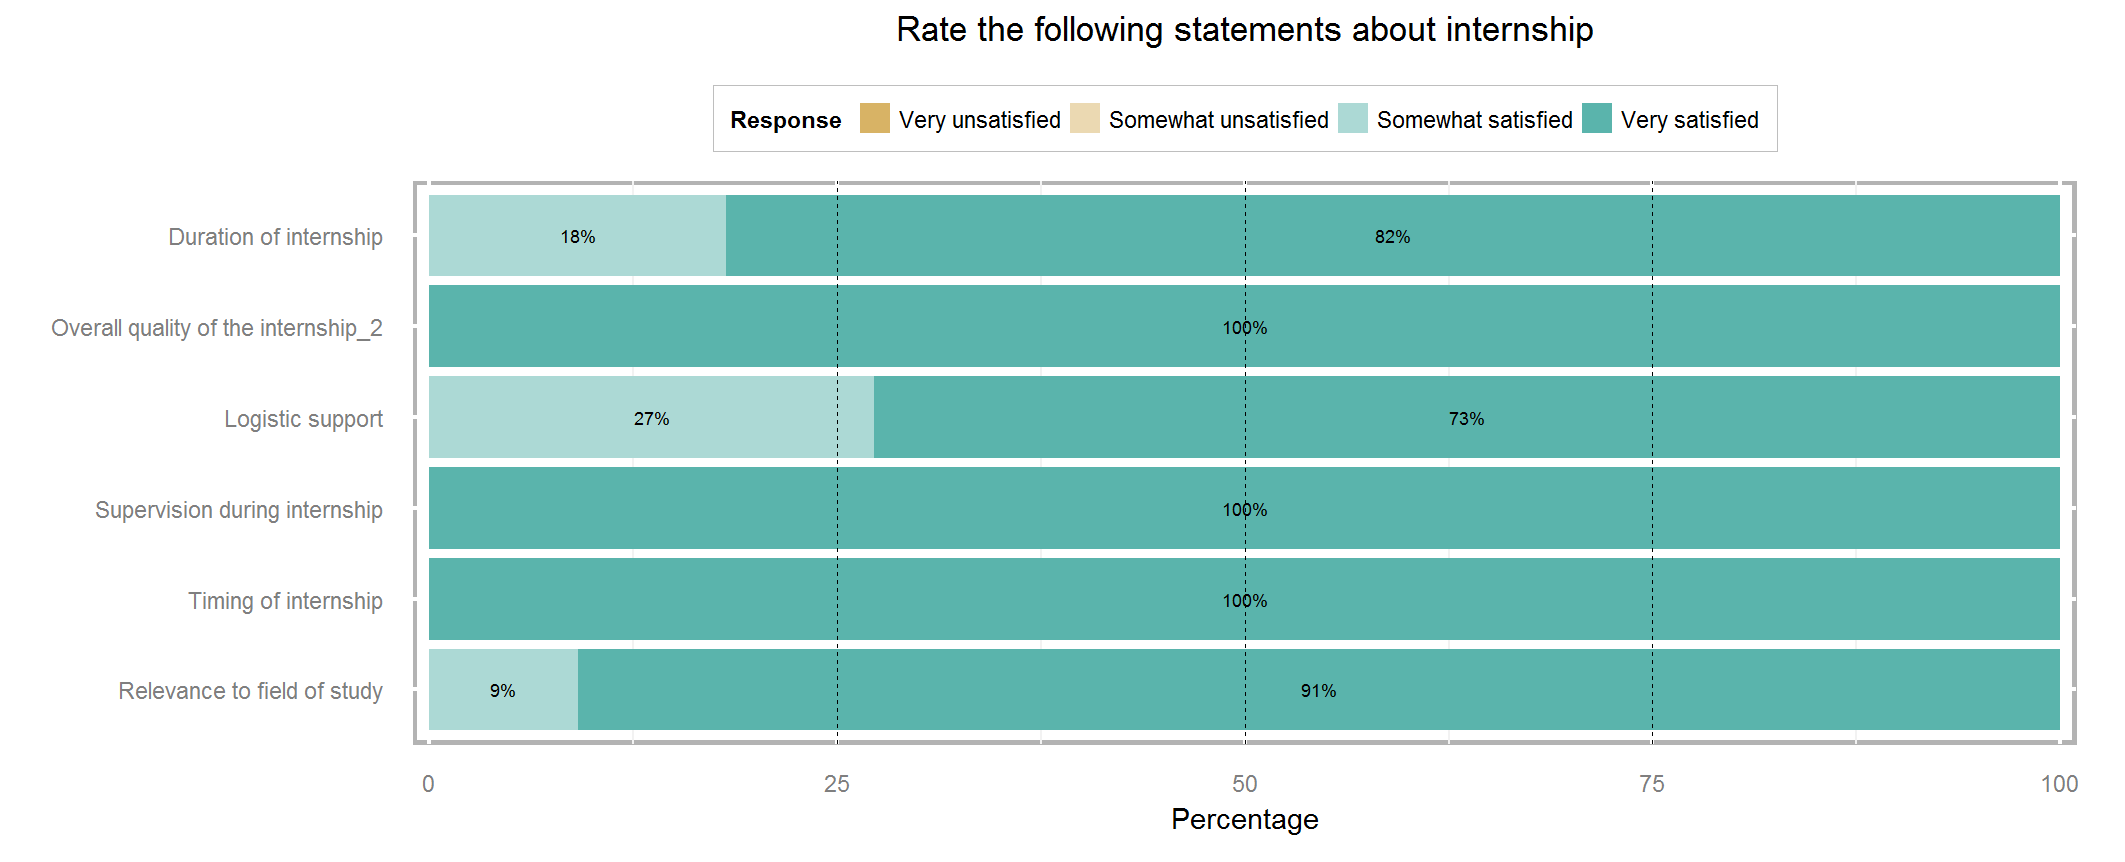 Rate the following statements about internship
Response Very unsatisfied Somewhat unsatisfied Somewhat satisfied Very satisfied
Duration of internship 18% 82%
Overall quality of the internship_2 100%
Logistic support 27% 73%
Supervision during internship 100%
Timing of internship 100%
Relevance to field of study 9% 91%
0 25 50 75 100
Percentage